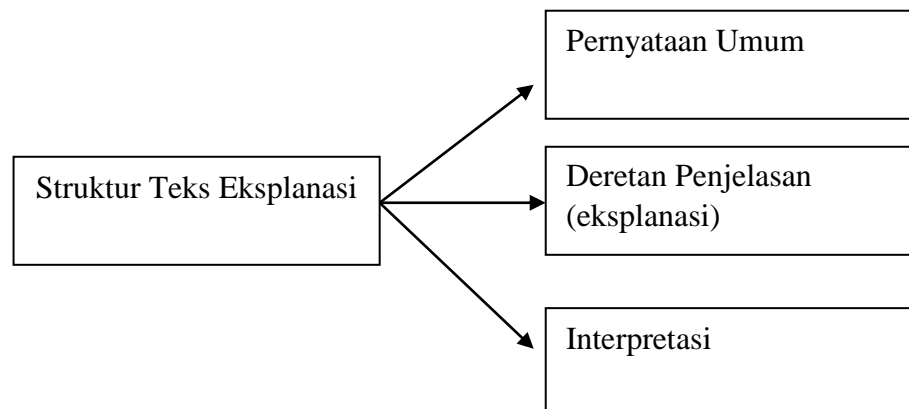 Pernyataan Umum
Struktur Teks Eksplanasi
Deretan Penjelasan
(eksplanasi)
Interpretasi